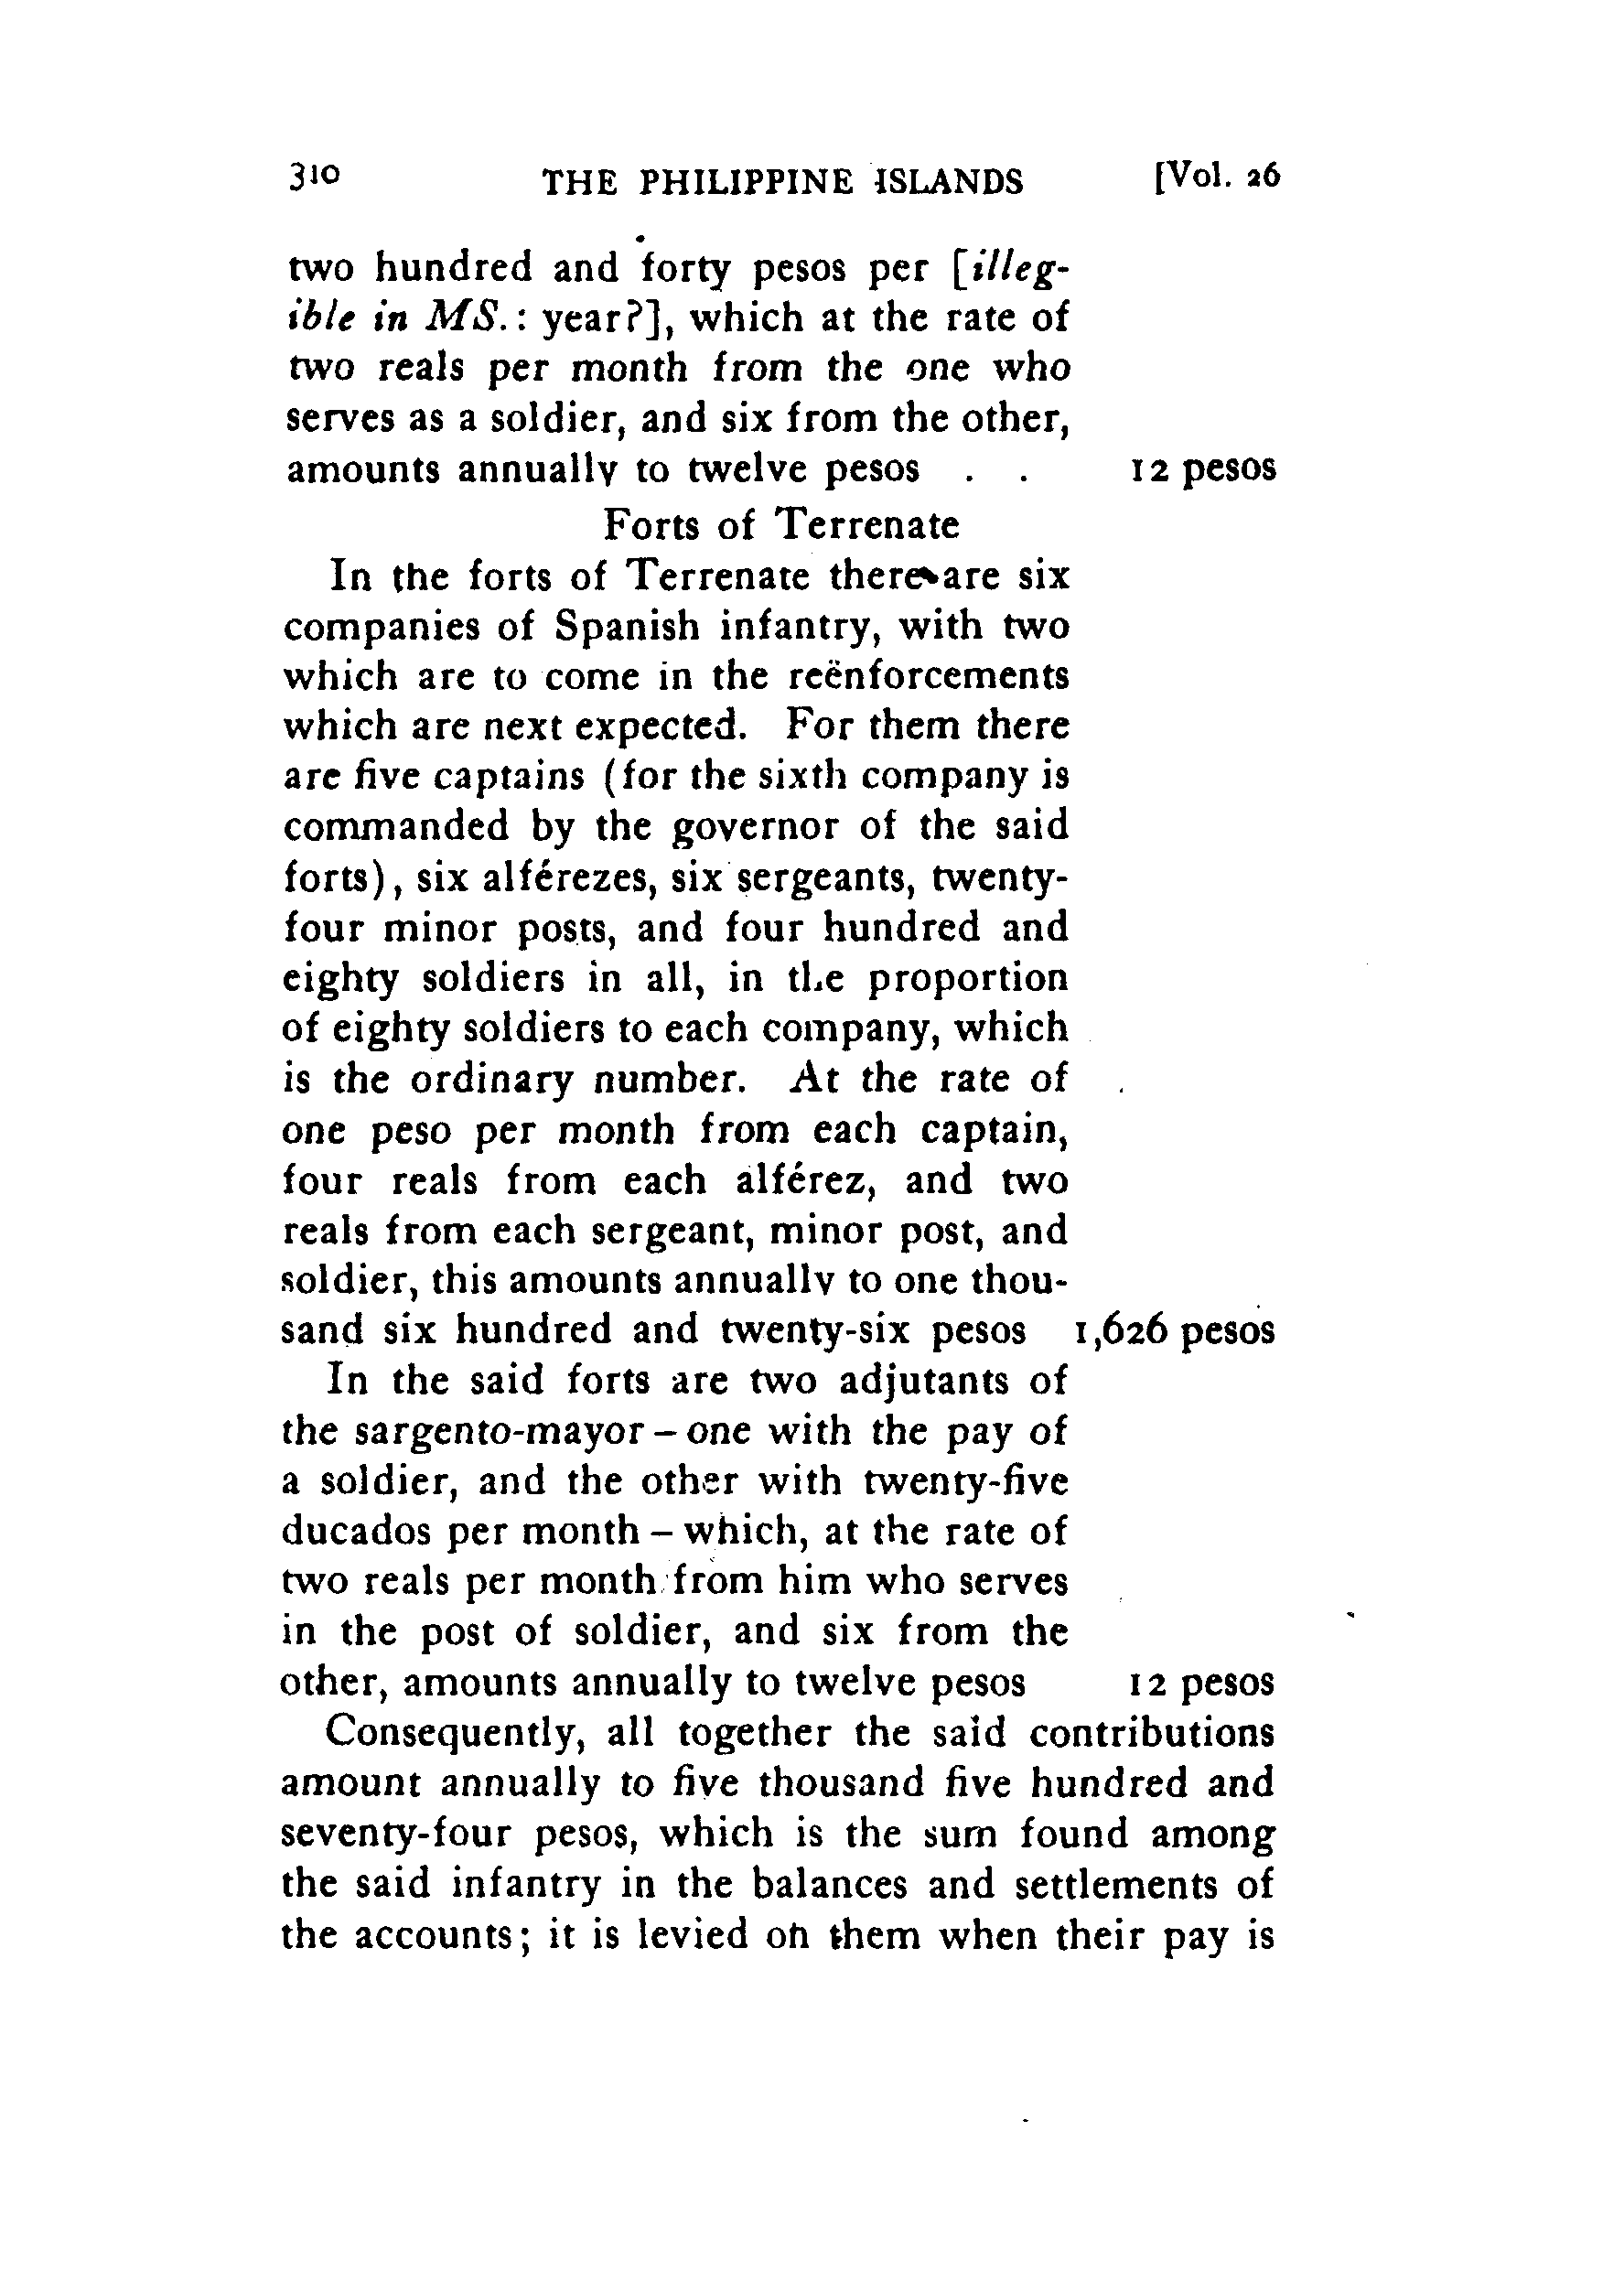 310 THE PHILIPPINE ISLANDS [Vol. 26
two hundred and forty pesos per [illeg-
ible in MS.: year?], which at the rate of
two reals per month from the one who
serves as a soldier, and six from the other,
amounts annually to twelve pesos . . 12 pesos
Forts of Terrenate
In the forts of Terrenate there are six
companies of Spanish infantry, with two
which are to come in the reënforcements
which are next expected. For them there
are five captains (for the sixth company is
commanded by the governor of the said
forts), six alférezes, six sergeants, twenty-
four minor posts, and four hundred and
eighty soldiers in all, in the proportion
of eighty soldiers to each company, which
is the ordinary number. At the rate of
one peso per month from each captain,
four reals from each alférez, and two
reals from each sergeant, minor post, and
soldier, this amounts annually to one thou-
sand six hundred and twenty-six pesos 1,626 pesos
In the said forts are two adjutants of
the sargento-mayor – one with the pay of
a soldier, and the other with twenty-five
ducados per month – which, at the rate of
two reals per month from him who serves
in the post of soldier, and six from the
other, amounts annually to twelve pesos 12 pesos
Consequently, all together the said contributions
amount annually to five thousand five hundred and
seventy-four pesos, which is the sum found among
the said infantry in the balances and settlements of
the accounts; it is levied on them when their pay is